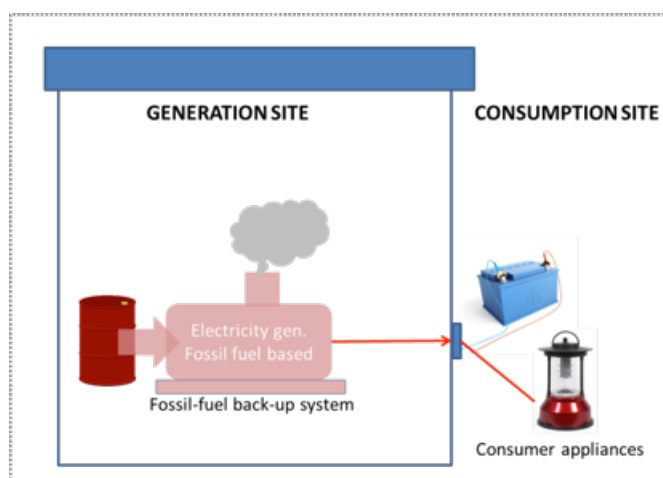 GENERATION SITE
CONSUMPTION SITE
Electricity gen.
Fossil fuel based
Fossil-fuel back-up system
Consumer appliances